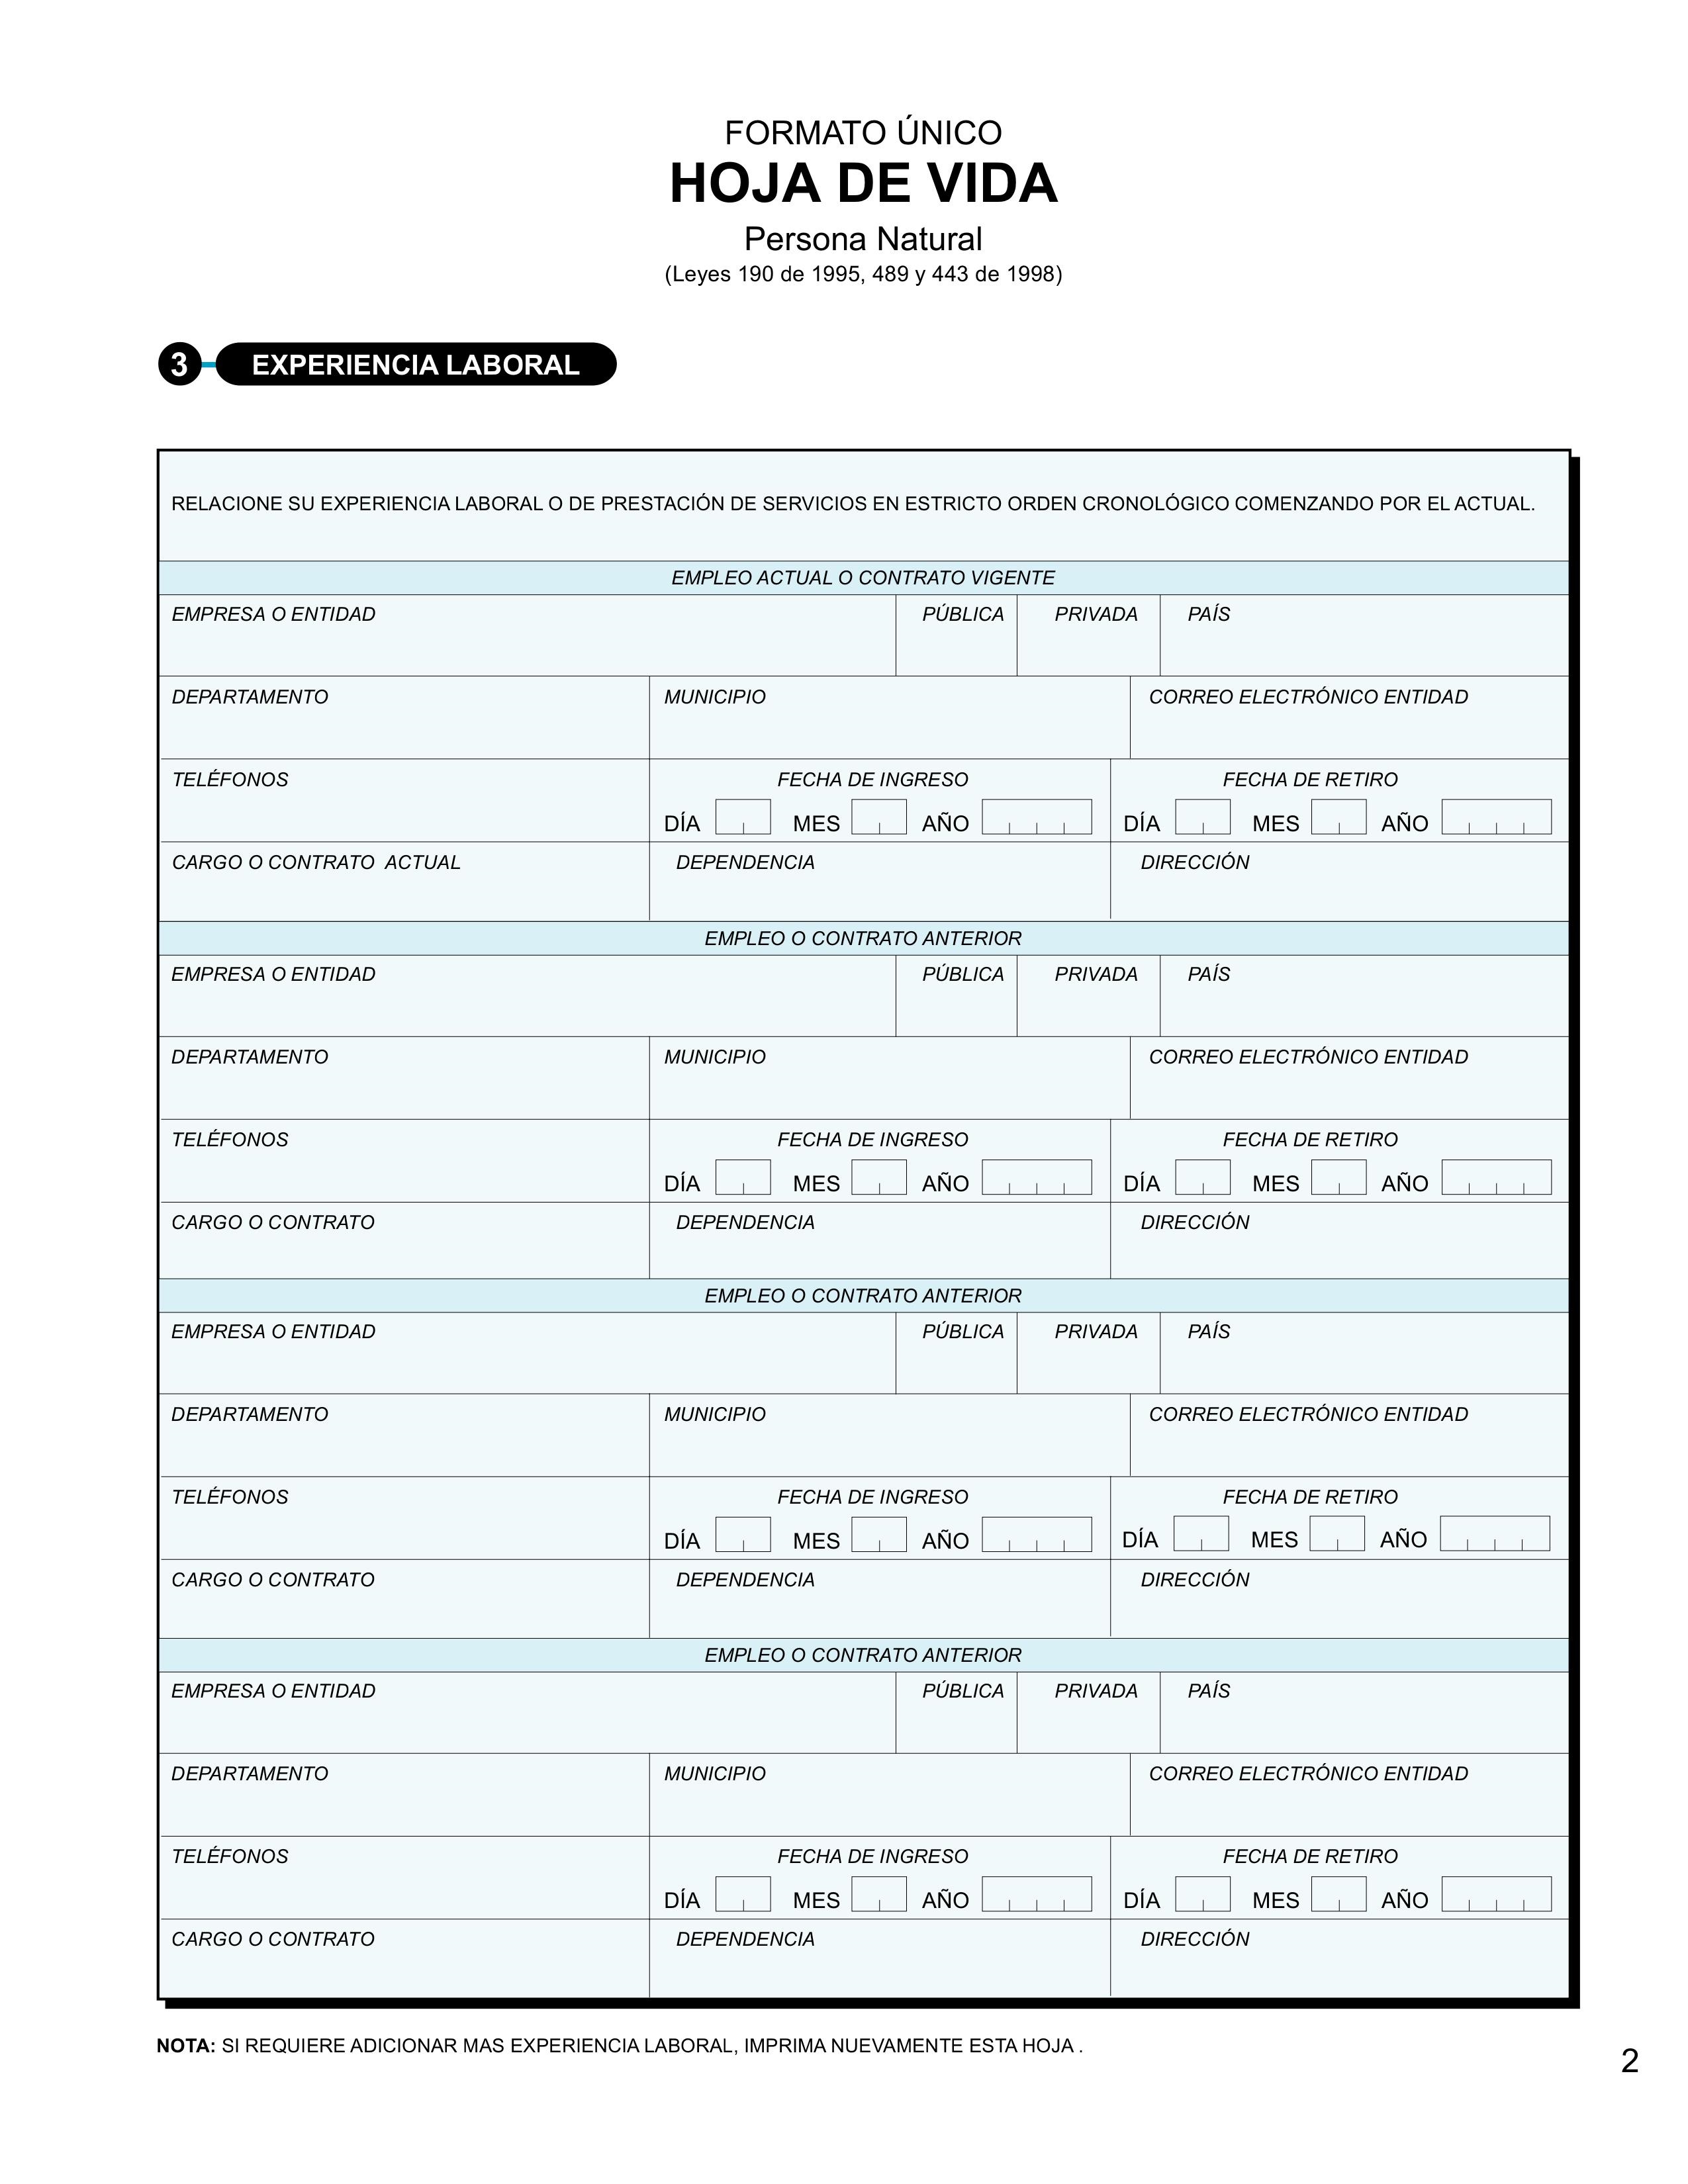 FORMATO ÚNICO
HOJA DE VIDA
Persona Natural
(Leyes 190 de 1995, 489 y 443 de 1998)
3 EXPERIENCIA LABORAL
RELACIONE SU EXPERIENCIA LABORAL O DE PRESTACIÓN DE SERVICIOS EN ESTRICTO ORDEN CRONOLÓGICO COMENZANDO POR EL ACTUAL.
EMPLEO ACTUAL O CONTRATO VIGENTE
EMPRESA O ENTIDAD PÚBLICA PRIVADA PAÍS
DEPARTAMENTO MUNICIPIO CORREO ELECTRÓNICO ENTIDAD
TELÉFONOS FECHA DE INGRESO FECHA DE RETIRO
DÍA MES AÑO DÍA MES AÑO
CARGO O CONTRATO ACTUAL DEPENDENCIA DIRECCIÓN
EMPLEO O CONTRATO ANTERIOR
EMPRESA O ENTIDAD PÚBLICA PRIVADA PAÍS
DEPARTAMENTO MUNICIPIO CORREO ELECTRÓNICO ENTIDAD
TELÉFONOS FECHA DE INGRESO FECHA DE RETIRO
DÍA MES AÑO DÍA MES AÑO
CARGO O CONTRATO DEPENDENCIA DIRECCIÓN
EMPLEO O CONTRATO ANTERIOR
EMPRESA O ENTIDAD PÚBLICA PRIVADA PAÍS
DEPARTAMENTO MUNICIPIO CORREO ELECTRÓNICO ENTIDAD
TELÉFONOS FECHA DE INGRESO FECHA DE RETIRO
DÍA MES AÑO DÍA MES AÑO
CARGO O CONTRATO DEPENDENCIA DIRECCIÓN
EMPLEO O CONTRATO ANTERIOR
EMPRESA O ENTIDAD PÚBLICA PRIVADA PAÍS
DEPARTAMENTO MUNICIPIO CORREO ELECTRÓNICO ENTIDAD
TELÉFONOS FECHA DE INGRESO FECHA DE RETIRO
DÍA MES AÑO DÍA MES AÑO
CARGO O CONTRATO DEPENDENCIA DIRECCIÓN
NOTA: SI REQUIERE ADICIONAR MAS EXPERIENCIA LABORAL, IMPRIMA NUEVAMENTE ESTA HOJA .
2